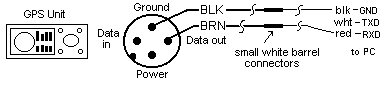 GPS Unit
Ground
BLK
blk - GND
Data in
BRN
wht - TXD
Data out
red - RXD
small white barrel connectors
to PC
Power